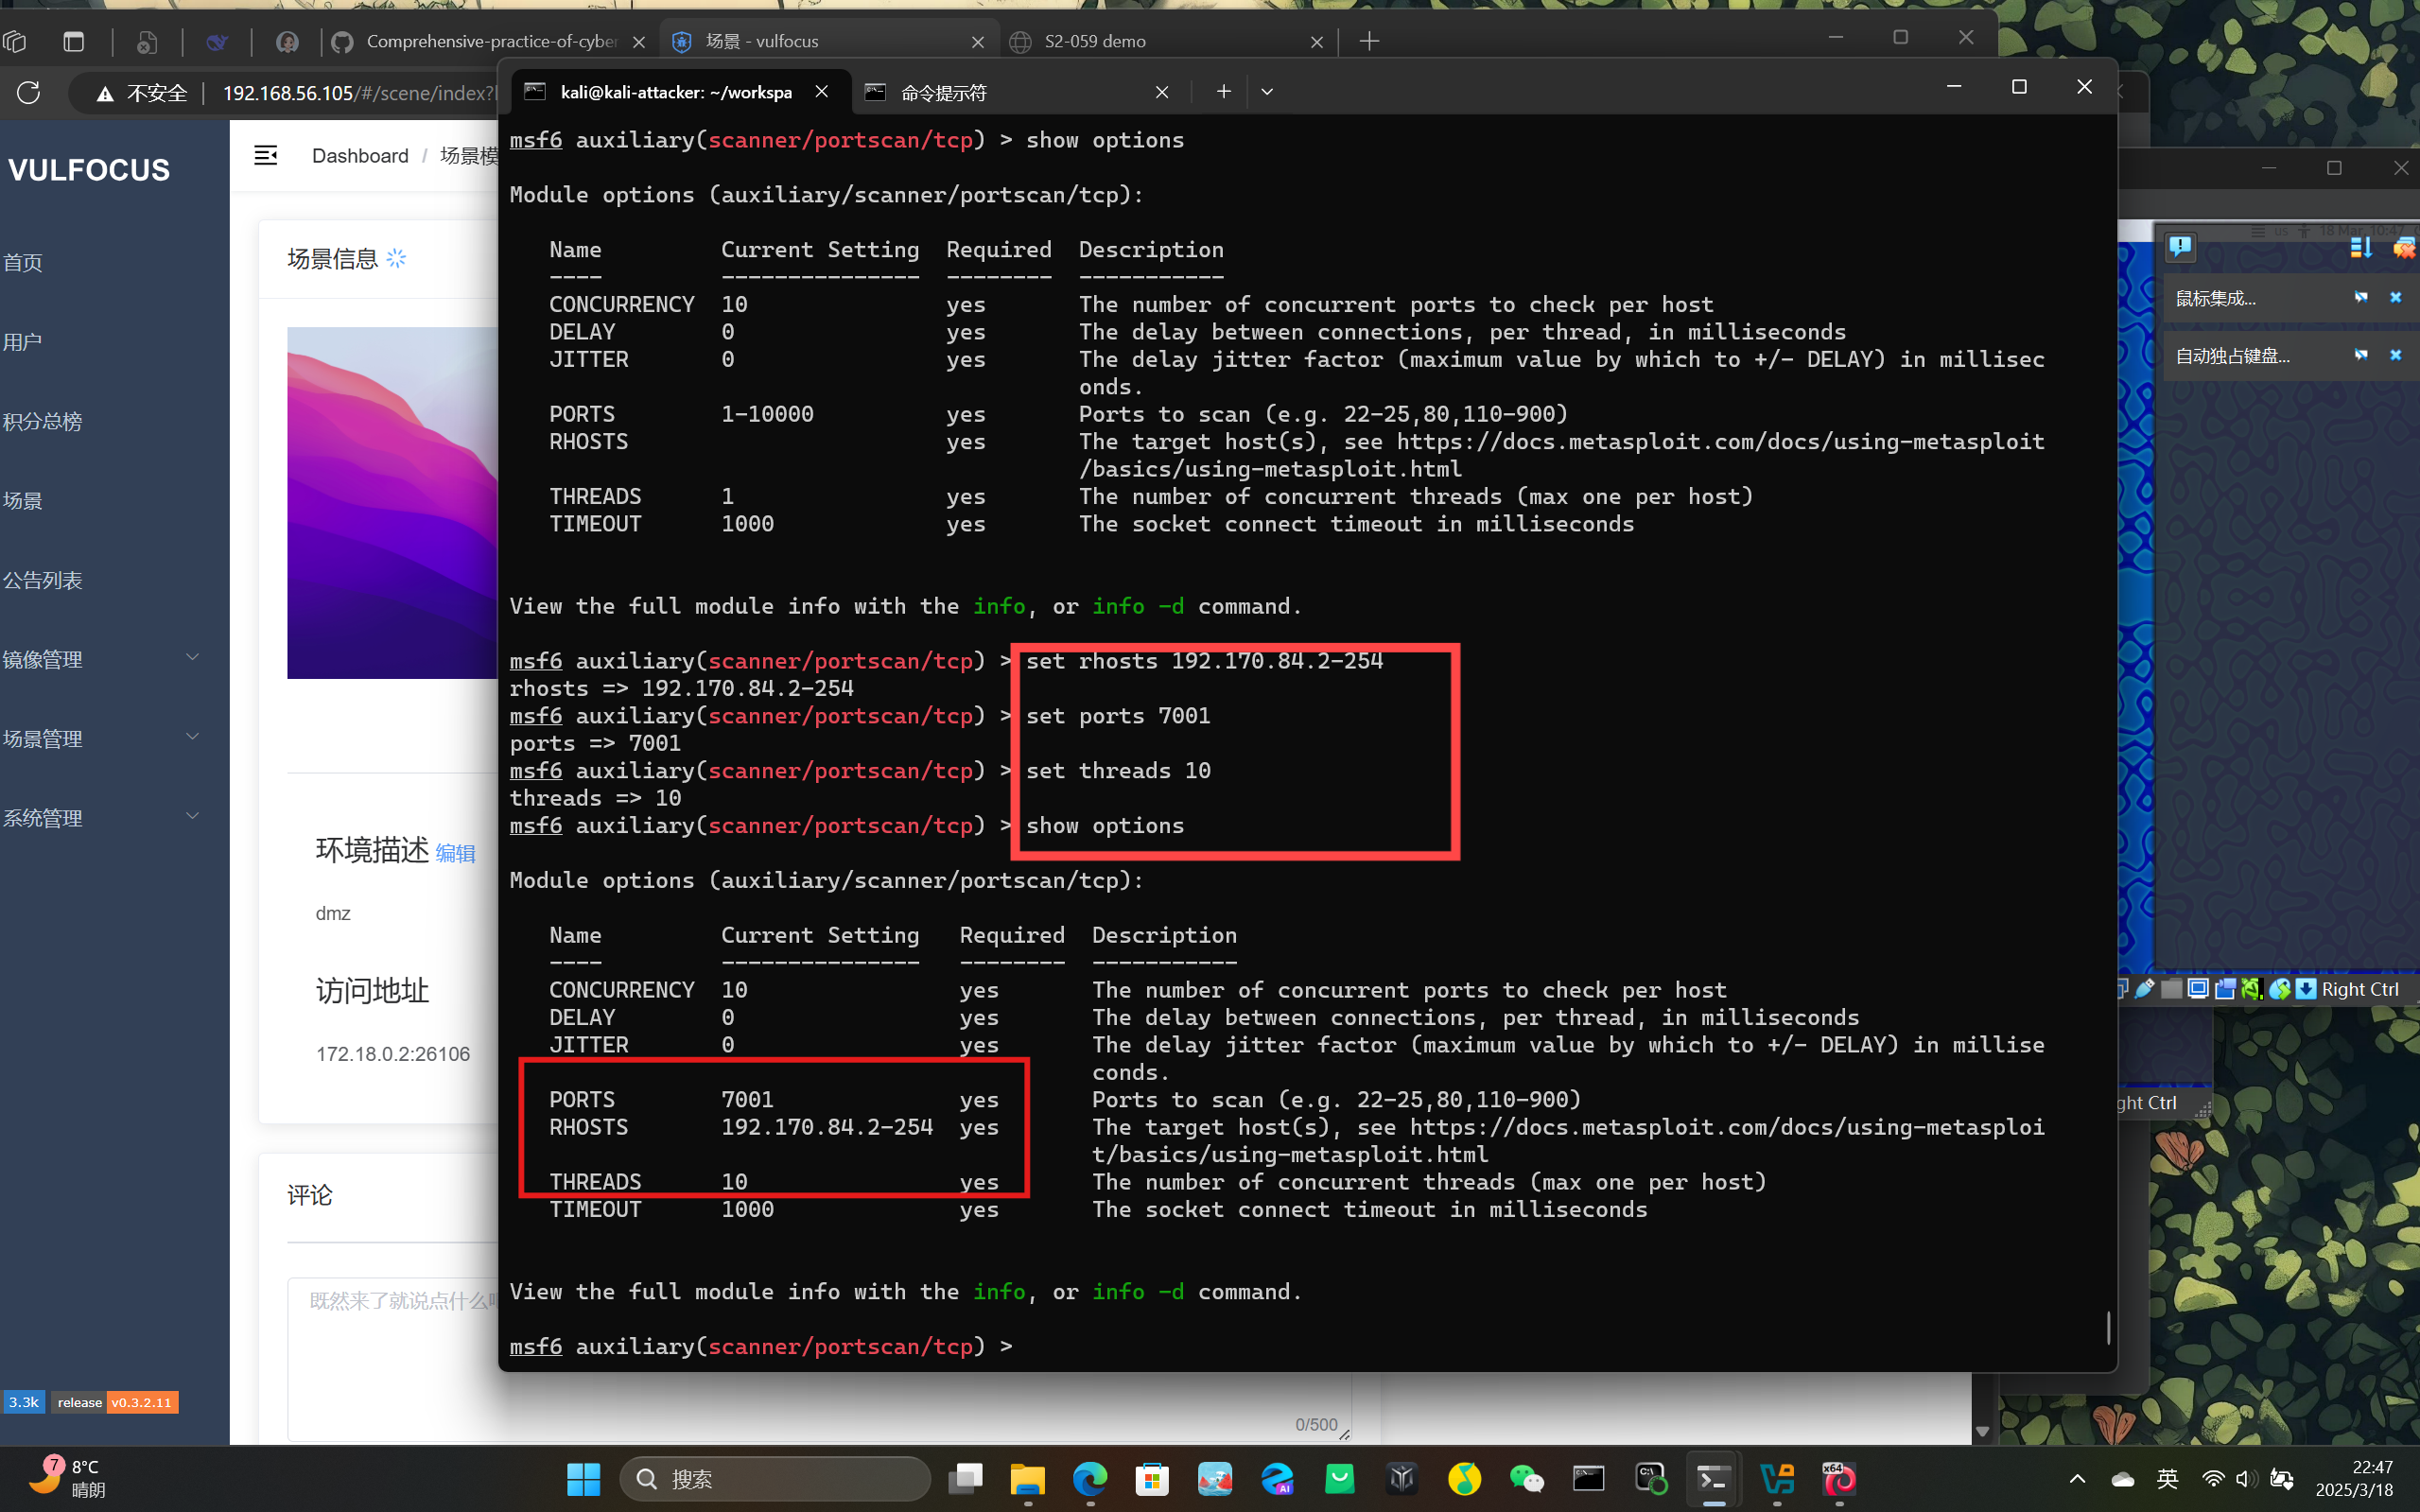 Comprehensive-practice-of-cyber
场景 - vulfocus
S2-059 demo
不安全
192.168.56.105/#/scene/index?
kali@kali-attacker: ~/workspa
命令提示符
VULFOCUS
首页
用户
积分总榜
场景
公告列表
镜像管理
场景管理
系统管理
3.3k
release v0.3.2.11
Dashboard / 场景模
场景信息
环境描述 编辑
dmz
访问地址
172.18.0.2:26106
评论
既然来了就说点什么
0/500
msf6 auxiliary(scanner/portscan/tcp) > show options
Module options (auxiliary/scanner/portscan/tcp):
Name Current Setting Required Description
---- --------------- -------- -----------
CONCURRENCY 10 yes The number of concurrent ports to check per host
DELAY 0 yes The delay between connections, per thread, in milliseconds
JITTER 0 yes The delay jitter factor (maximum value by which to +/- DELAY) in millisec
onds.
PORTS 1-10000 yes Ports to scan (e.g. 22-25,80,110-900)
RHOSTS yes The target host(s), see https://docs.metasploit.com/docs/using-metasploit
/basics/using-metasploit.html
THREADS 1 yes The number of concurrent threads (max one per host)
TIMEOUT 1000 yes The socket connect timeout in milliseconds
View the full module info with the info, or info -d command.
msf6 auxiliary(scanner/portscan/tcp) > set rhosts 192.170.84.2-254
rhosts => 192.170.84.2-254
msf6 auxiliary(scanner/portscan/tcp) > set ports 7001
ports => 7001
msf6 auxiliary(scanner/portscan/tcp) > set threads 10
threads => 10
msf6 auxiliary(scanner/portscan/tcp) > show options
Module options (auxiliary/scanner/portscan/tcp):
Name Current Setting Required Description
---- --------------- -------- -----------
CONCURRENCY 10 yes The number of concurrent ports to check per host
DELAY 0 yes The delay between connections, per thread, in milliseconds
JITTER 0 yes The delay jitter factor (maximum value by which to +/- DELAY) in millise
conds.
PORTS 7001 yes Ports to scan (e.g. 22-25,80,110-900)
RHOSTS 192.170.84.2-254 yes The target host(s), see https://docs.metasploit.com/docs/using-metasploi
t/basics/using-metasploit.html
THREADS 10 yes The number of concurrent threads (max one per host)
TIMEOUT 1000 yes The socket connect timeout in milliseconds
View the full module info with the info, or info -d command.
msf6 auxiliary(scanner/portscan/tcp) >
us 18 Mar, 10:47
鼠标集成...
自动独占键盘...
Right Ctrl
ght Ctrl
7
8°C
晴朗
搜索
英
22:47
2025/3/18